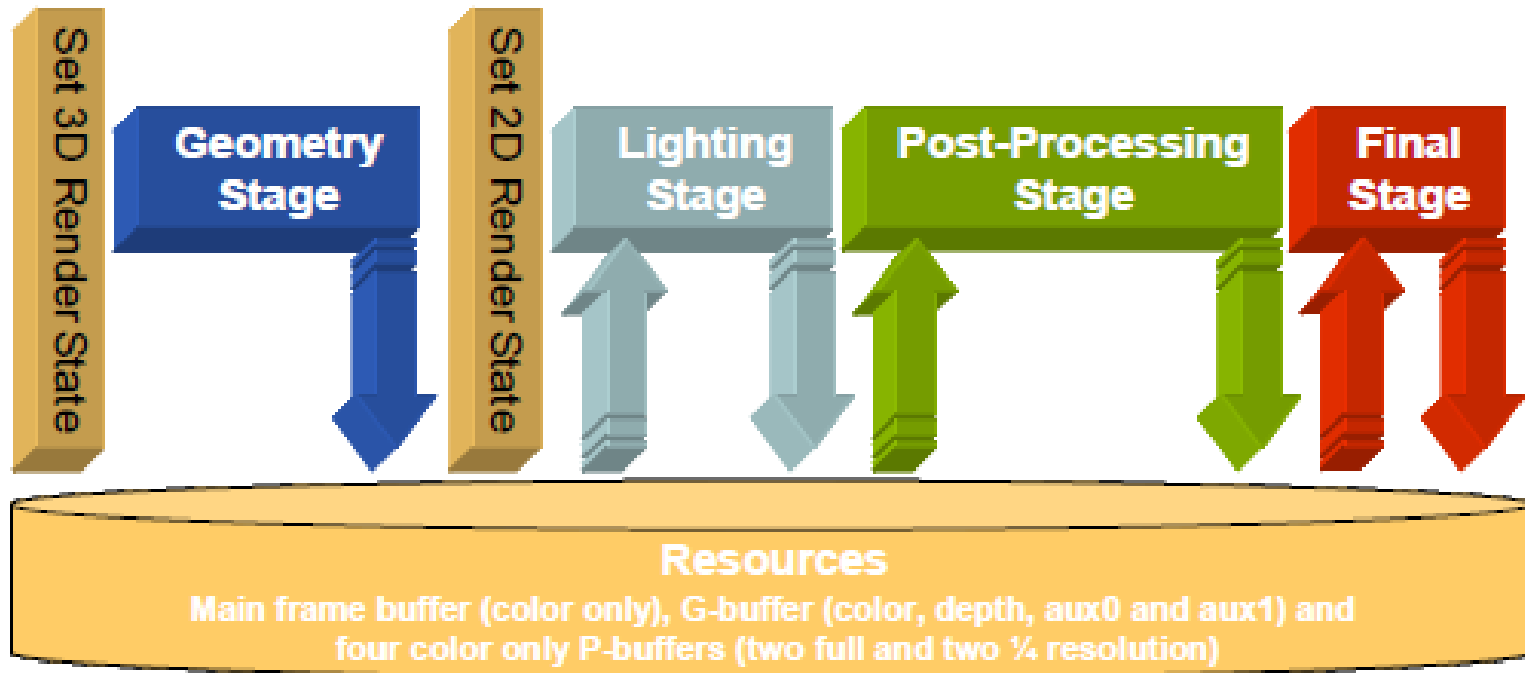 Set 3D Render State
Geometry
Stage
Set 2D Render State
Lighting
Stage
Post-Processing
Stage
Final
Stage
Resources
Main frame buffer (color only), G-buffer (color, depth, aux0 and aux1) and
four color only P-buffers (two full and two ¼ resolution)